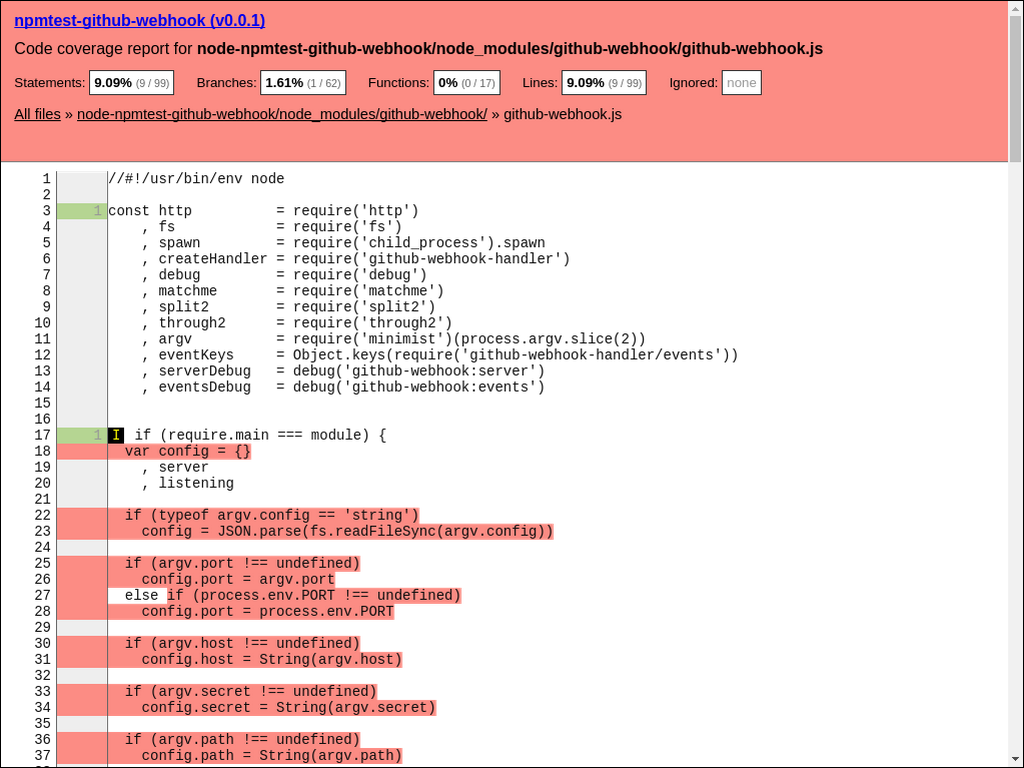 npmtest-github-webhook (v0.0.1)
Code coverage report for node-npmtest-github-webhook/node_modules/github-webhook/github-webhook.js
Statements: 9.09% (9 / 99) Branches: 1.61% (1 / 62) Functions: 0% (0 / 17) Lines: 9.09% (9 / 99) Ignored: none
All files » node-npmtest-github-webhook/node_modules/github-webhook/ » github-webhook.js
1 //#!/usr/bin/env node
2
3 1 const http          = require('http')
4     , fs            = require('fs')
5     , spawn         = require('child_process').spawn
6     , createHandler = require('github-webhook-handler')
7     , debug         = require('debug')
8     , matchme       = require('matchme')
9     , split2        = require('split2')
10     , through2      = require('through2')
11     , argv          = require('minimist')(process.argv.slice(2))
12     , eventKeys     = Object.keys(require('github-webhook-handler/events'))
13     , serverDebug   = debug('github-webhook:server')
14     , eventsDebug   = debug('github-webhook:events')
15
16
17 1 I if (require.main === module) {
18   var config = {}
19     , server
20     , listening
21
22   if (typeof argv.config == 'string')
23     config = JSON.parse(fs.readFileSync(argv.config))
24
25   if (argv.port !== undefined)
26     config.port = argv.port
27   else if (process.env.PORT !== undefined)
28     config.port = process.env.PORT
29
30   if (argv.host !== undefined)
31     config.host = String(argv.host)
32
33   if (argv.secret !== undefined)
34     config.secret = String(argv.secret)
35
36   if (argv.path !== undefined)
37     config.path = String(argv.path)